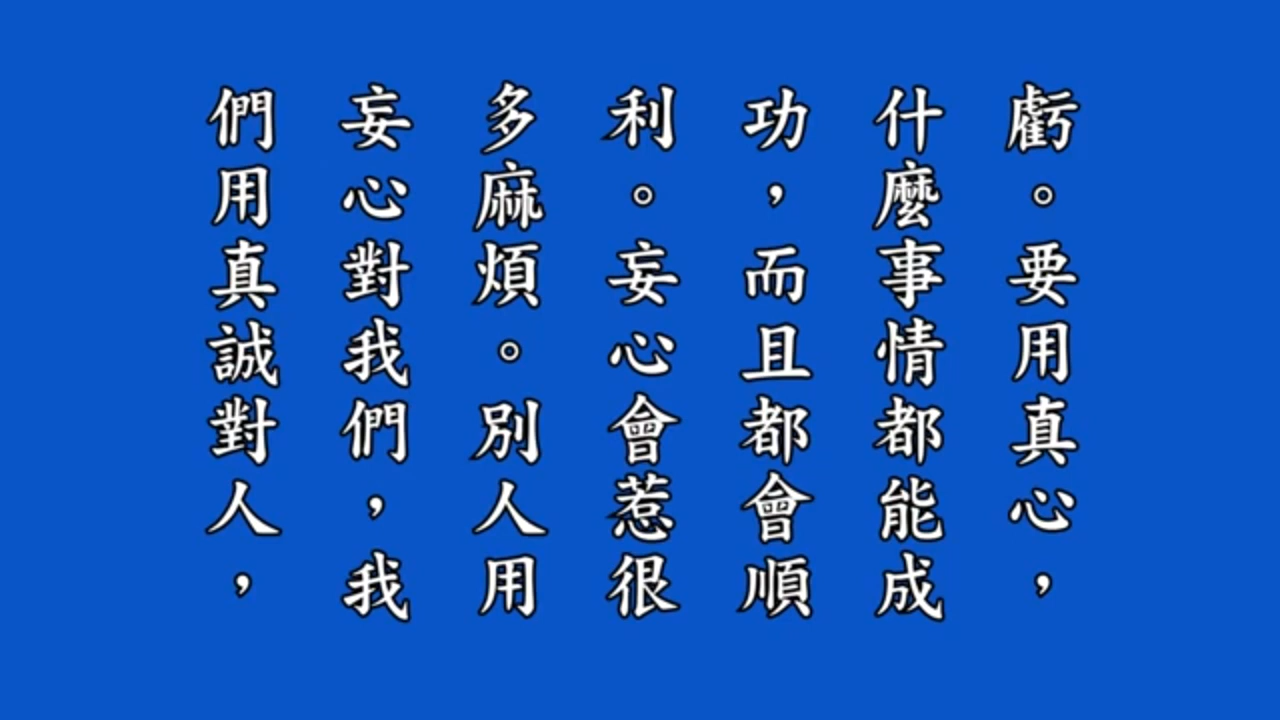 虧。要用真心，
什麼事情都能成
功，而且都會順
利。妄心會惹很
多麻煩。別人用
妄心對我們，我
們用真誠對人，